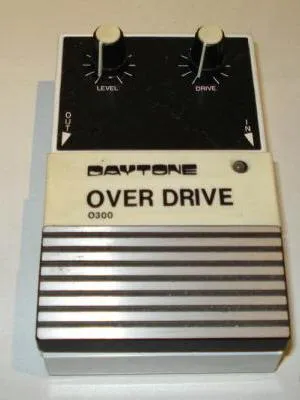 LEVEL DRIVE
OUT IN
DAYTONE
OVER DRIVE
O300